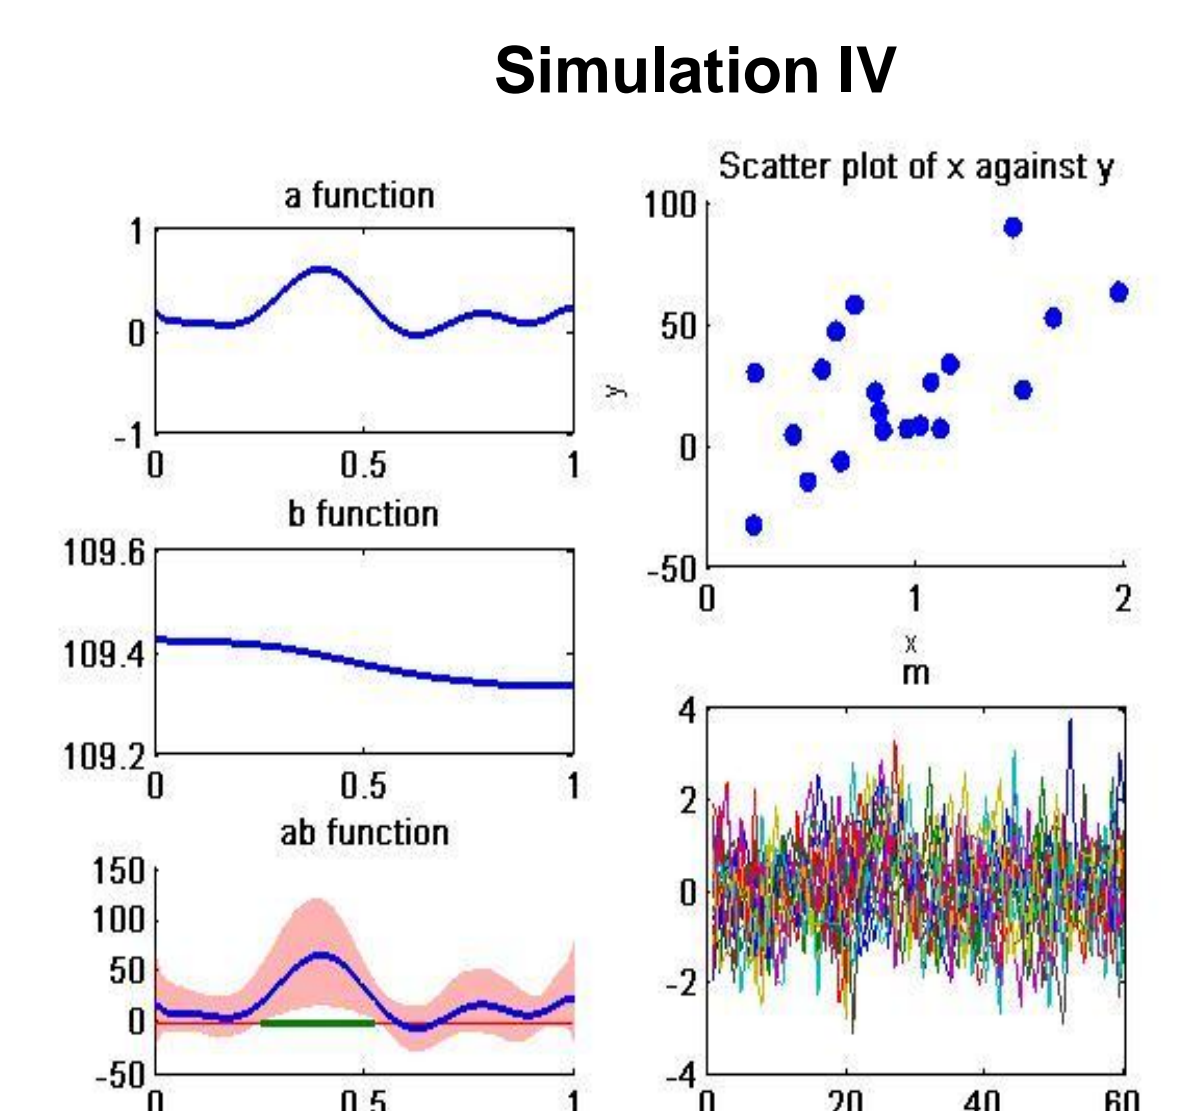 Simulation IV
a function
1
0
-1
0 0.5 1
b function
109.6
109.4
109.2
0 0.5 1
ab function
150
100
50
0
-50
0 0.5 1
Scatter plot of x against y
100
50
0
-50
y
0 1 2
x
m
4
2
0
-2
-4
0 20 40 60